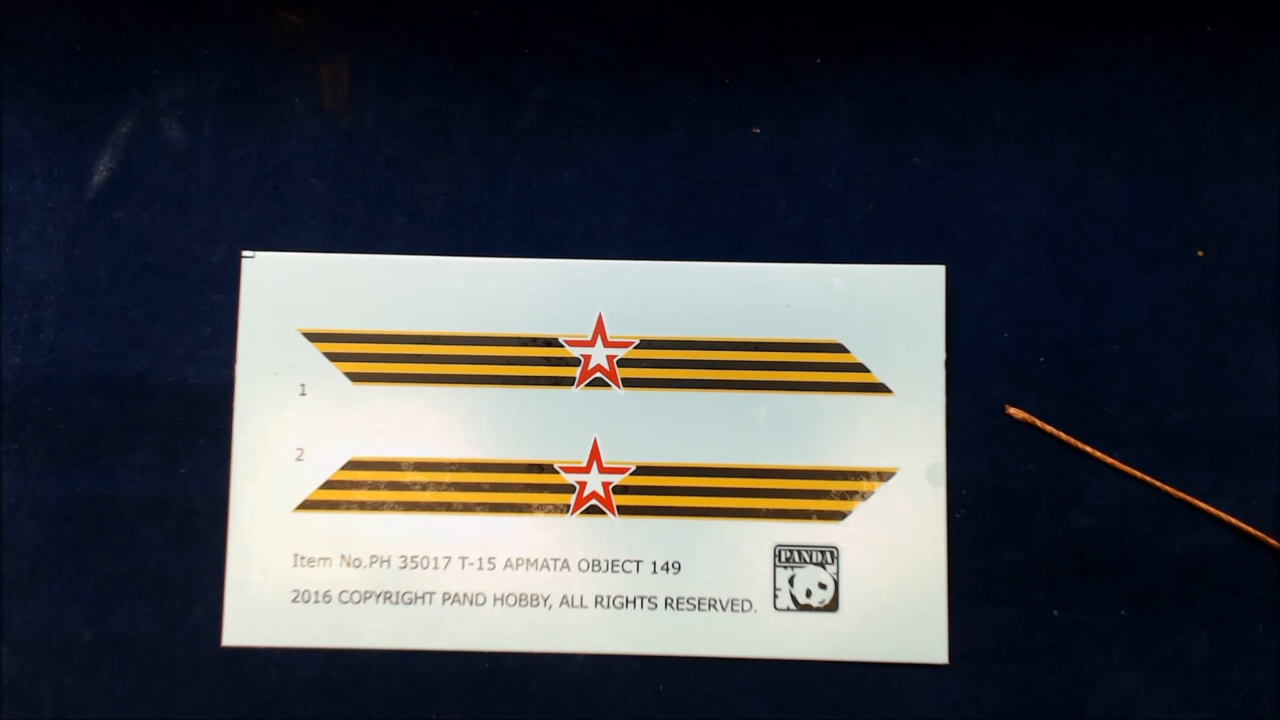 1
2
Item No.PH 35017 T-15 APMATA OBJECT 149
2016 COPYRIGHT PAND HOBBY, ALL RIGHTS RESERVED.
PANDA